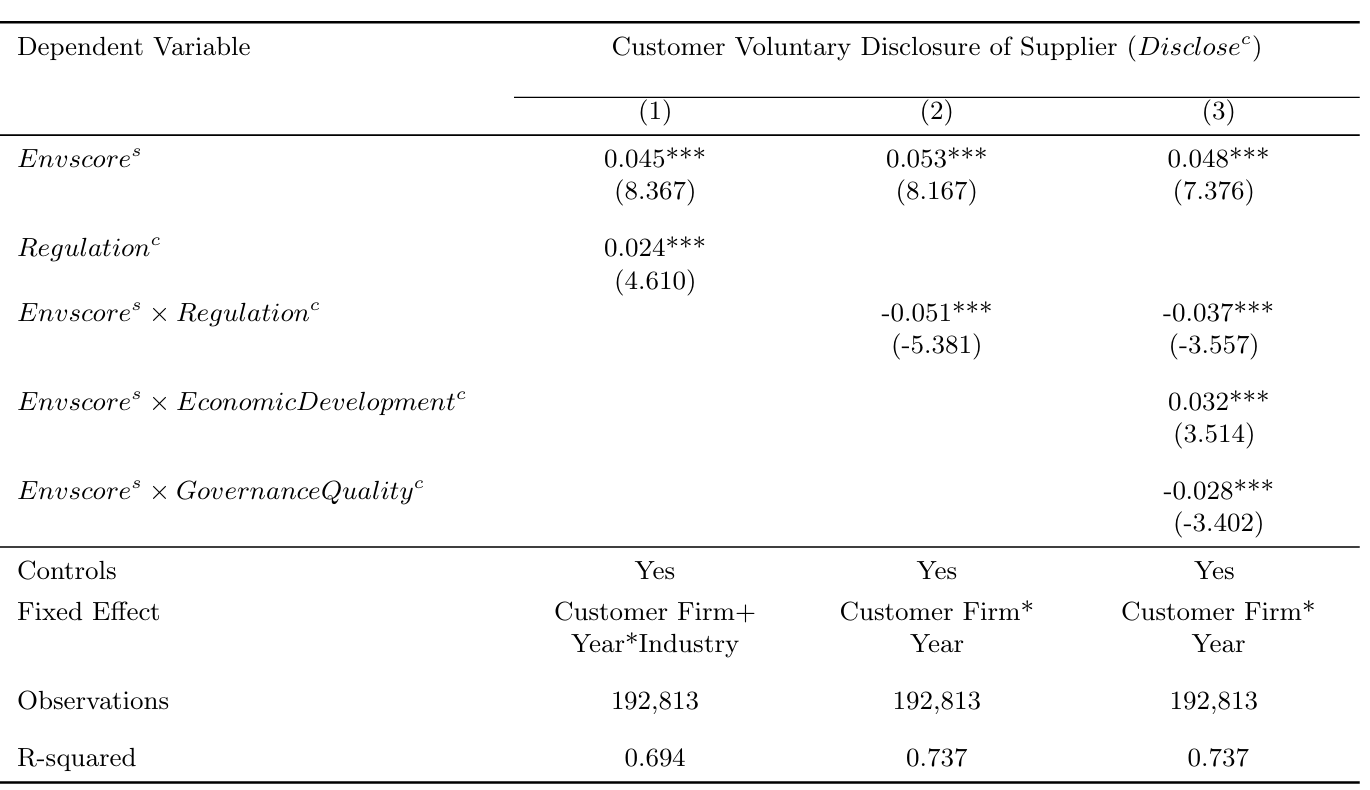 Dependent Variable Customer Voluntary Disclosure of Supplier (Disclose^c)
(1) (2) (3)
Envscore^s 0.045*** 0.053*** 0.048***
(8.367) (8.167) (7.376)
Regulation^c 0.024***
(4.610)
Envscore^s × Regulation^c -0.051*** -0.037***
(-5.381) (-3.557)
Envscore^s × EconomicDevelopment^c 0.032***
(3.514)
Envscore^s × GovernanceQuality^c -0.028***
(-3.402)
Controls Yes Yes Yes
Fixed Effect Customer Firm+ Customer Firm* Customer Firm*
Year*Industry Year Year
Observations 192,813 192,813 192,813
R-squared 0.694 0.737 0.737